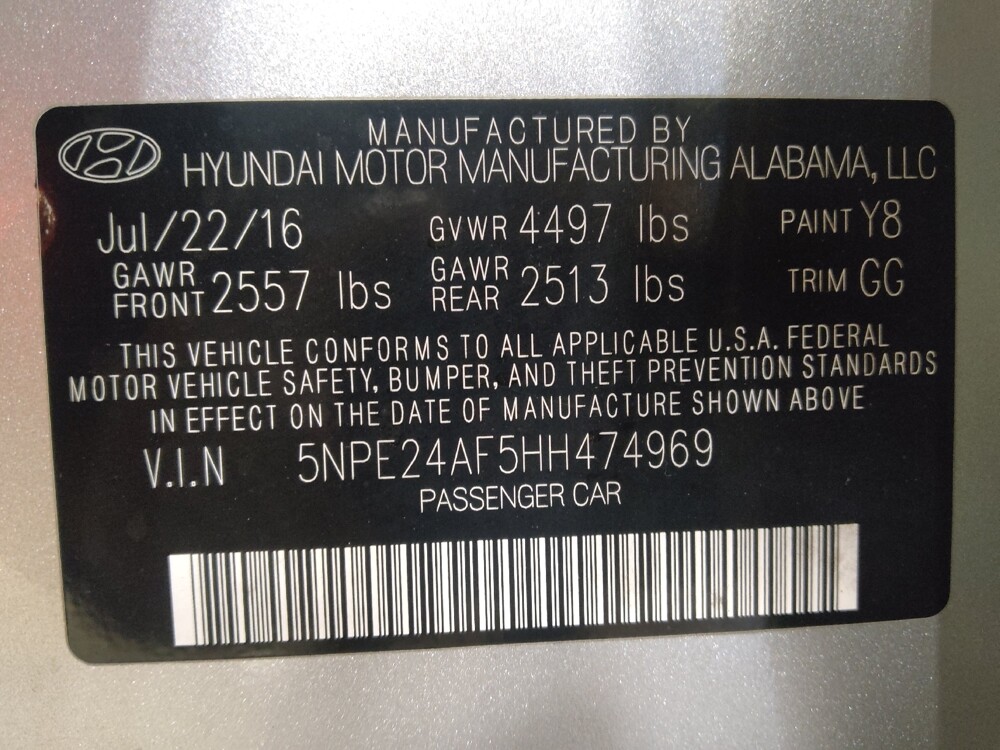 MANUFACTURED BY
HYUNDAI MOTOR MANUFACTURING ALABAMA, LLC
Jul/22/16 GVWR 4497 lbs PAINT Y8
GAWR FRONT 2557 lbs GAWR REAR 2513 lbs TRIM GG
THIS VEHICLE CONFORMS TO ALL APPLICABLE U.S.A. FEDERAL
MOTOR VEHICLE SAFETY, BUMPER, AND THEFT PREVENTION STANDARDS
IN EFFECT ON THE DATE OF MANUFACTURE SHOWN ABOVE
V.I.N 5NPE24AF5HH474969
PASSENGER CAR